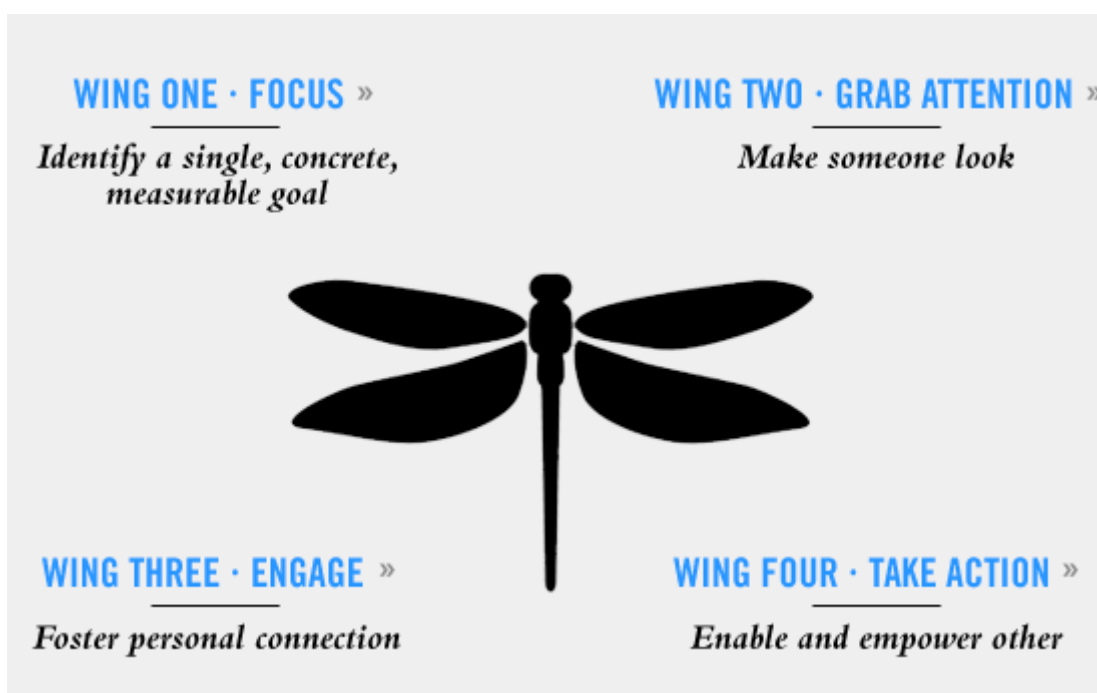 WING ONE · FOCUS »
Identify a single, concrete,
measurable goal
WING TWO · GRAB ATTENTION »
Make someone look
WING THREE · ENGAGE »
Foster personal connection
WING FOUR · TAKE ACTION »
Enable and empower other